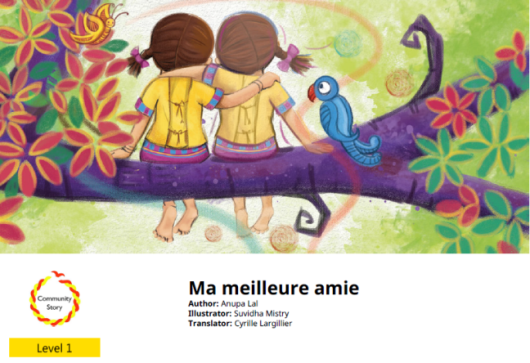 Community
Story
Level 1
Ma meilleure amie
Author: Anupa Lal
Illustrator: Suvidha Mistry
Translator: Cyrille Largillier